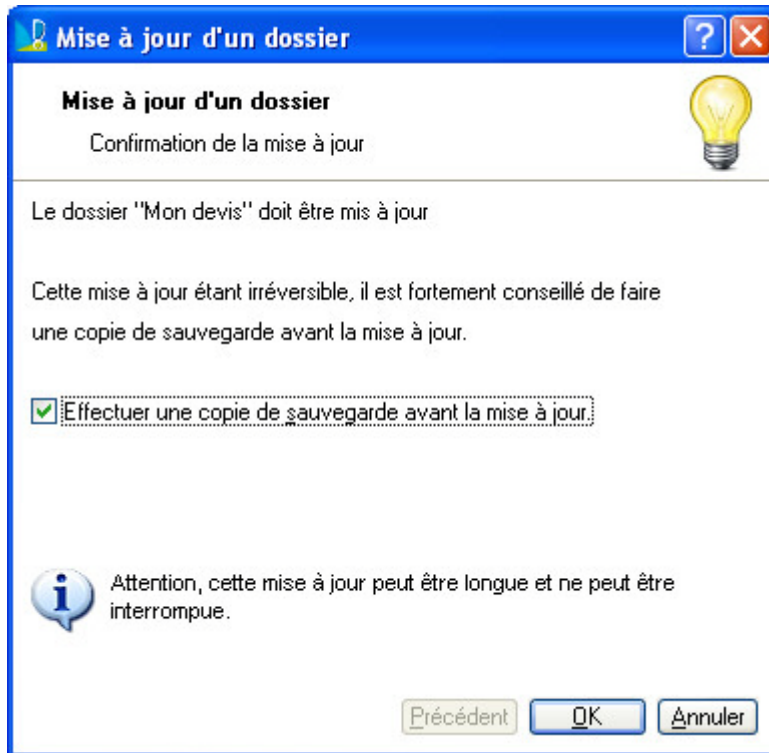 Mise à jour d'un dossier
Mise à jour d'un dossier
Confirmation de la mise à jour
Le dossier "Mon devis" doit être mis à jour
Cette mise à jour étant irréversible, il est fortement conseillé de faire
une copie de sauvegarde avant la mise à jour.
Effectuer une copie de sauvegarde avant la mise à jour.
Attention, cette mise à jour peut être longue et ne peut être
interrompue.
Précédent OK Annuler